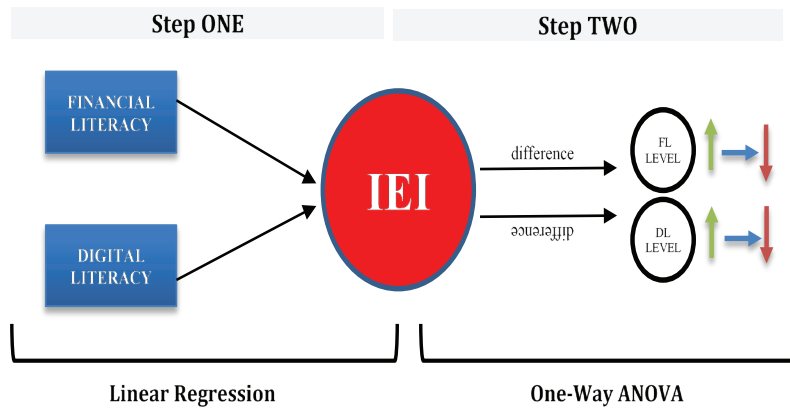 Step ONE
Step TWO
FINANCIAL
LITERACY
DIGITAL
LITERACY
IEI
difference
difference
FL
LEVEL
DL
LEVEL
Linear Regression
One-Way ANOVA